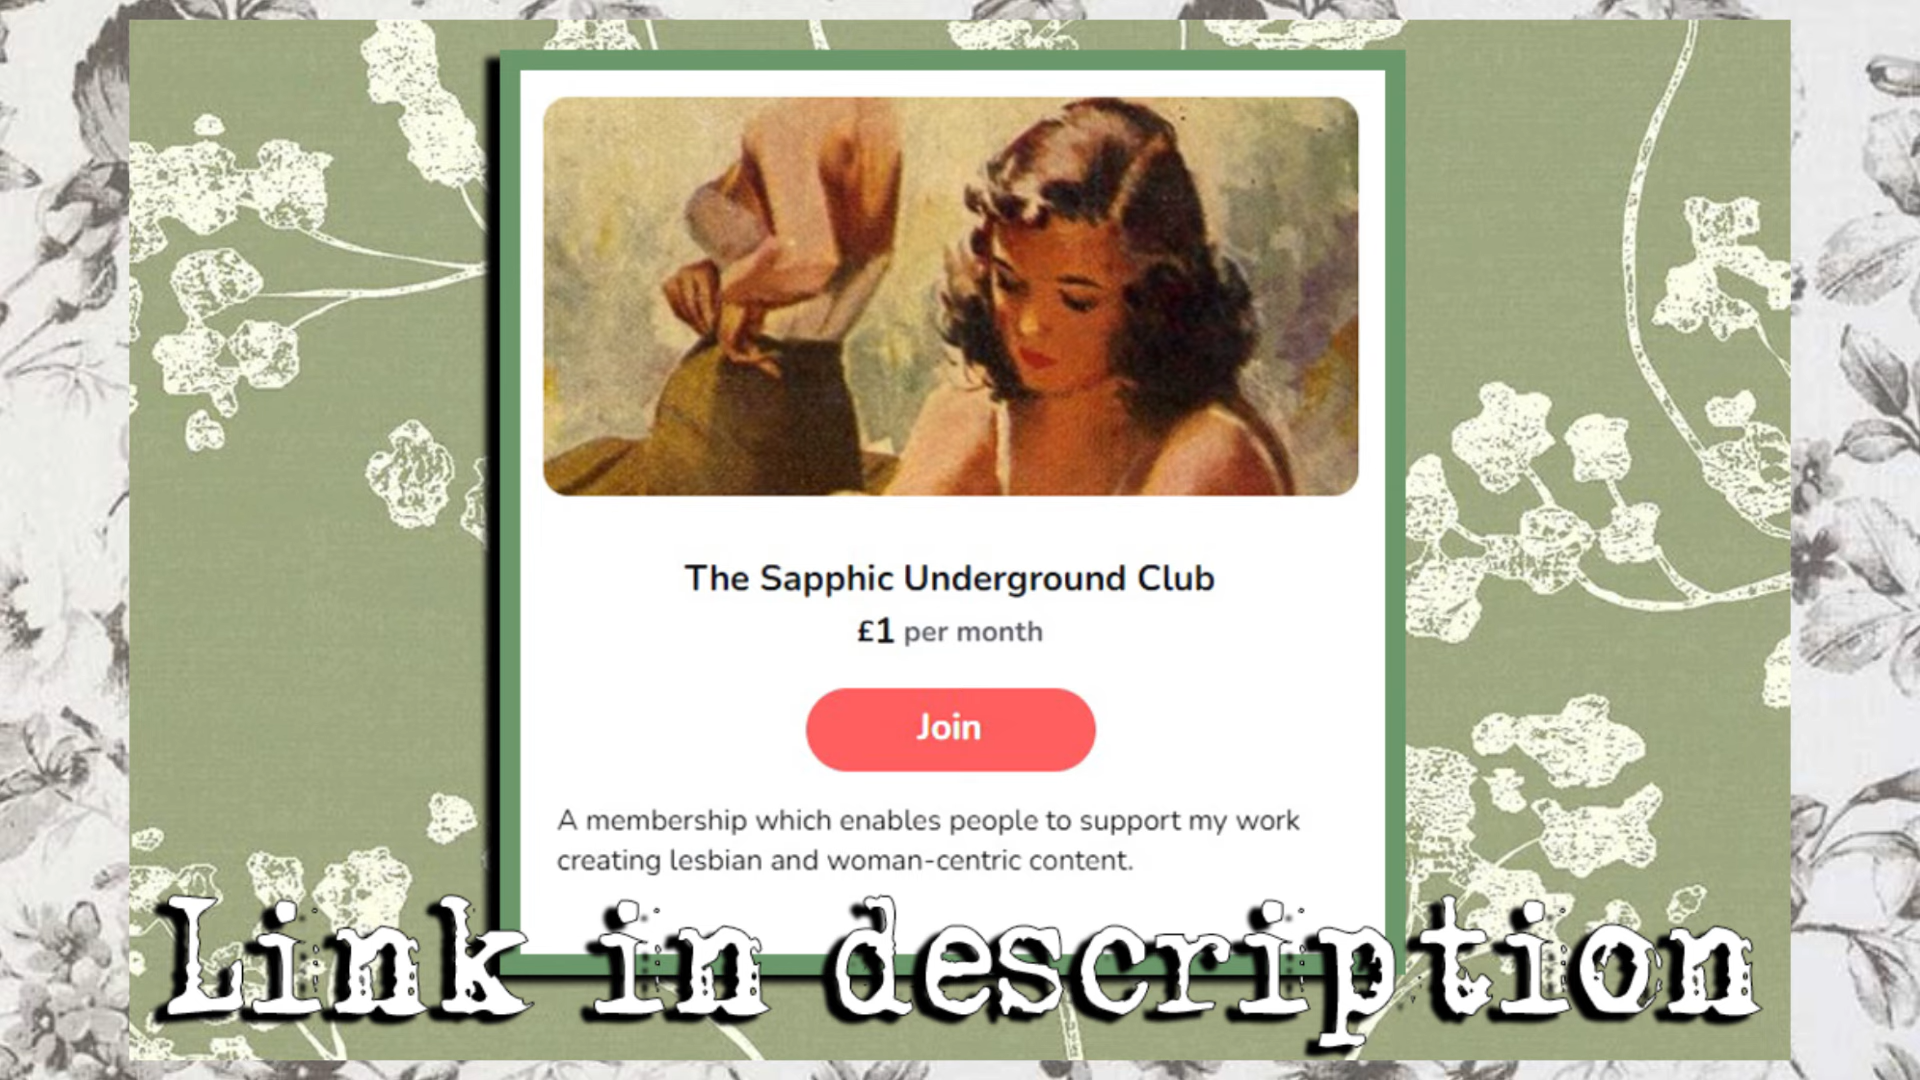 The Sapphic Underground Club
£1 per month
Join
A membership which enables people to support my work
creating lesbian and woman-centric content.
Link in description